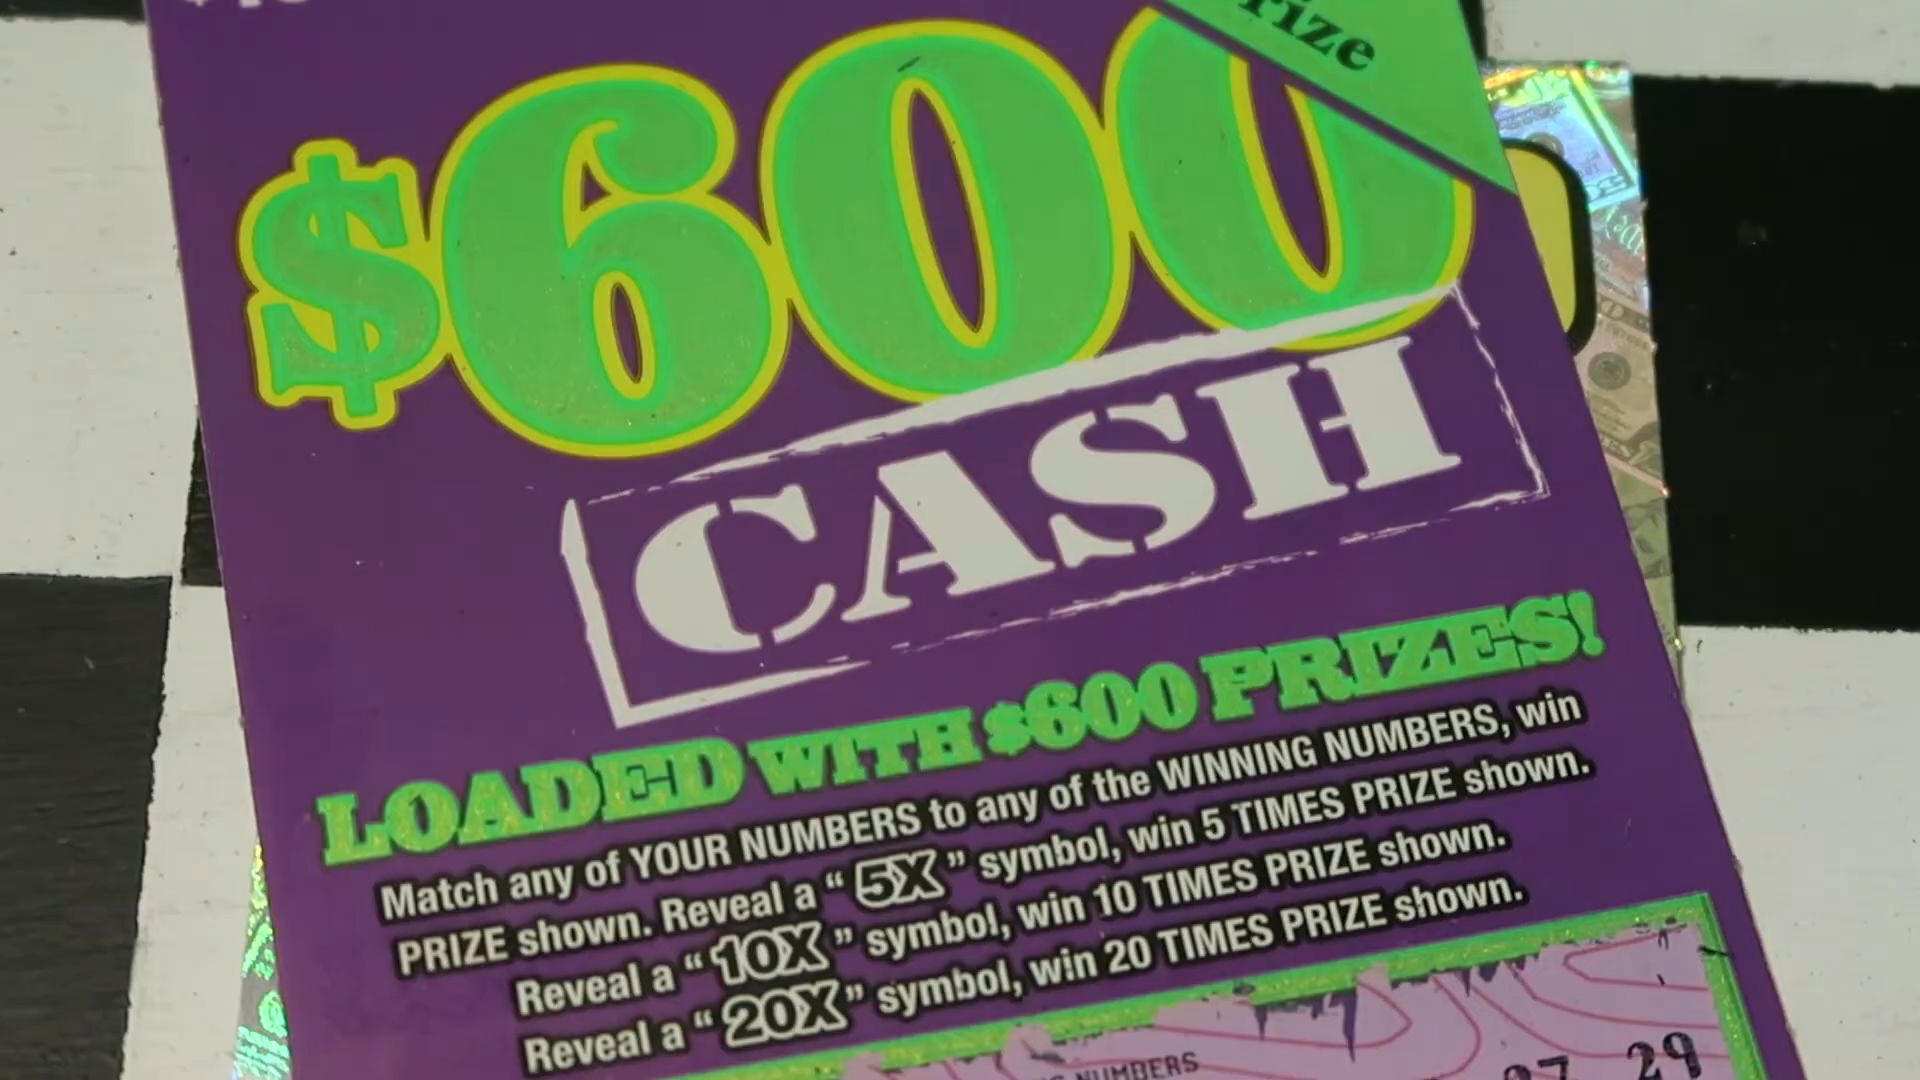 Prize
$600
CASH
LOADED WITH $600 PRIZES!
Match any of YOUR NUMBERS to any of the WINNING NUMBERS, win
PRIZE shown. Reveal a “ 5X ” symbol, win 5 TIMES PRIZE shown.
Reveal a “ 10X ” symbol, win 10 TIMES PRIZE shown.
Reveal a “ 20X ” symbol, win 20 TIMES PRIZE shown.
NUMBERS
29